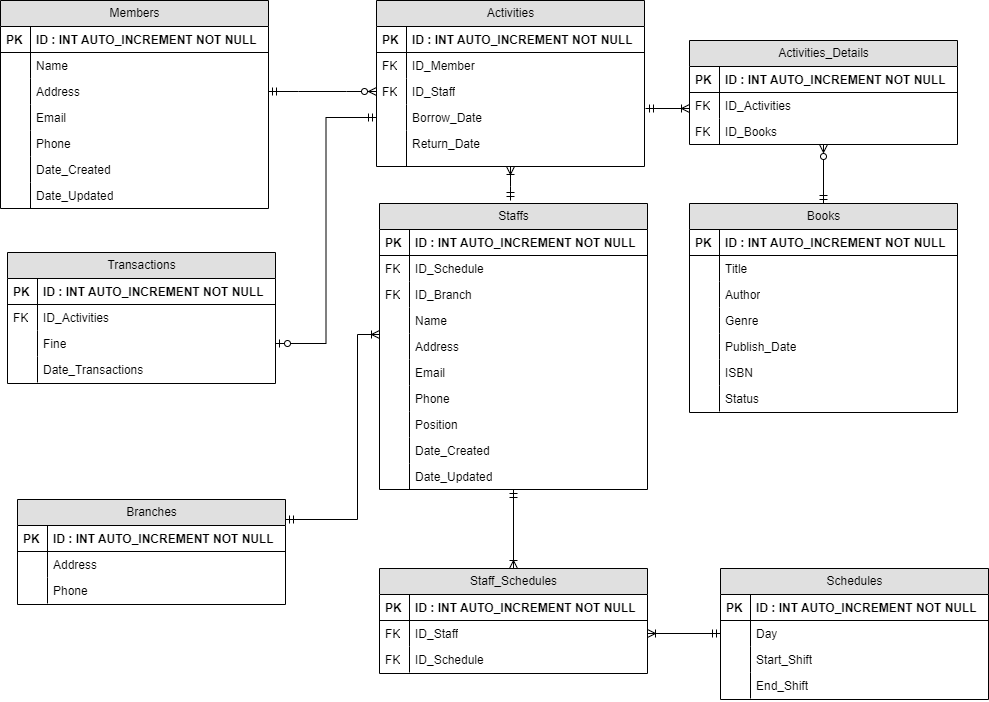 Members
PK ID : INT AUTO_INCREMENT NOT NULL
Name
Address
Email
Phone
Date_Created
Date_Updated
Activities
PK ID : INT AUTO_INCREMENT NOT NULL
FK ID_Member
FK ID_Staff
Borrow_Date
Return_Date
Activities_Details
PK ID : INT AUTO_INCREMENT NOT NULL
FK ID_Activities
FK ID_Books
Transactions
PK ID : INT AUTO_INCREMENT NOT NULL
FK ID_Activities
Fine
Date_Transactions
Staffs
PK ID : INT AUTO_INCREMENT NOT NULL
FK ID_Schedule
FK ID_Branch
Name
Address
Email
Phone
Position
Date_Created
Date_Updated
Books
PK ID : INT AUTO_INCREMENT NOT NULL
Title
Author
Genre
Publish_Date
ISBN
Status
Branches
PK ID : INT AUTO_INCREMENT NOT NULL
Address
Phone
Staff_Schedules
PK ID : INT AUTO_INCREMENT NOT NULL
FK ID_Staff
FK ID_Schedule
Schedules
PK ID : INT AUTO_INCREMENT NOT NULL
Day
Start_Shift
End_Shift